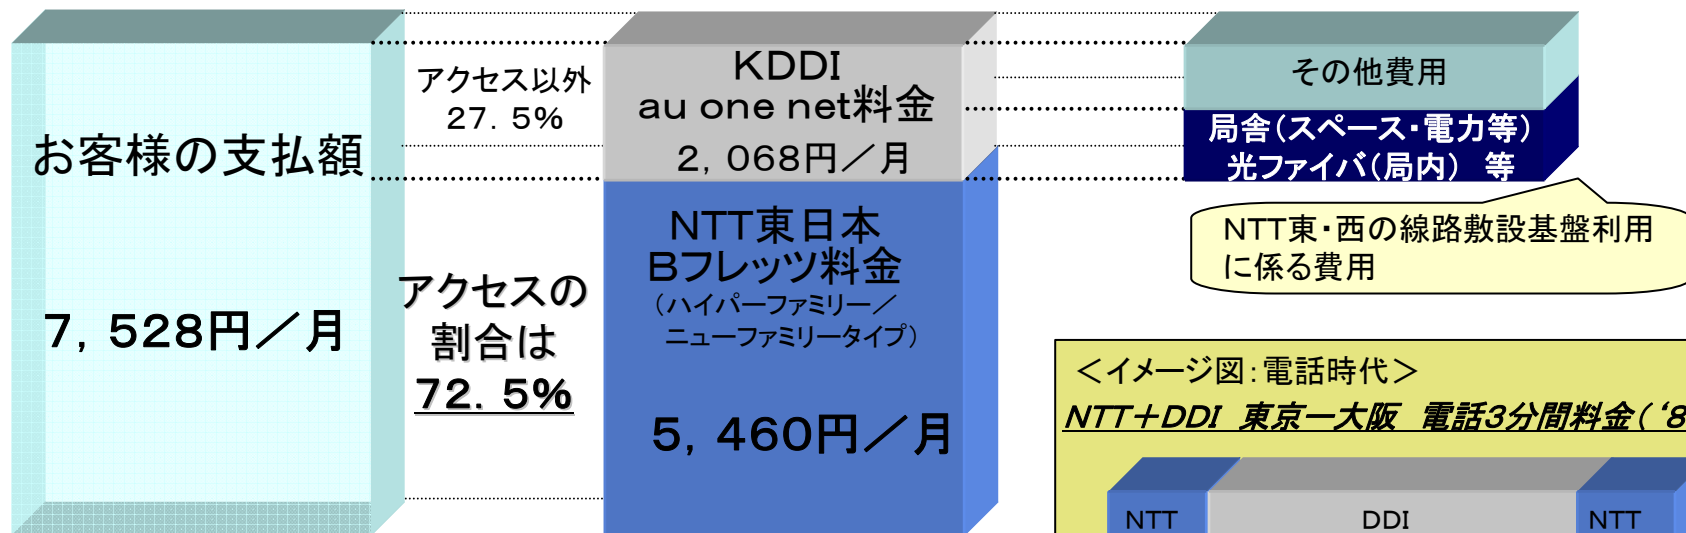 お客様の支払額
7,528円／月
アクセス以外
27.5%
アクセスの
割合は
72.5%
KDDI
au one net料金
2,068円／月
NTT東日本
Bフレッツ料金
（ハイパーファミリー／
ニューファミリータイプ）
5,460円／月
その他費用
局舎（スペース・電力等）
光ファイバ（局内） 等
NTT東・西の線路敷設基盤利用
に係る費用
＜イメージ図：電話時代＞
NTT＋DDI 東京ー大阪 電話3分間料金（‘8
NTT
DDI
NTT